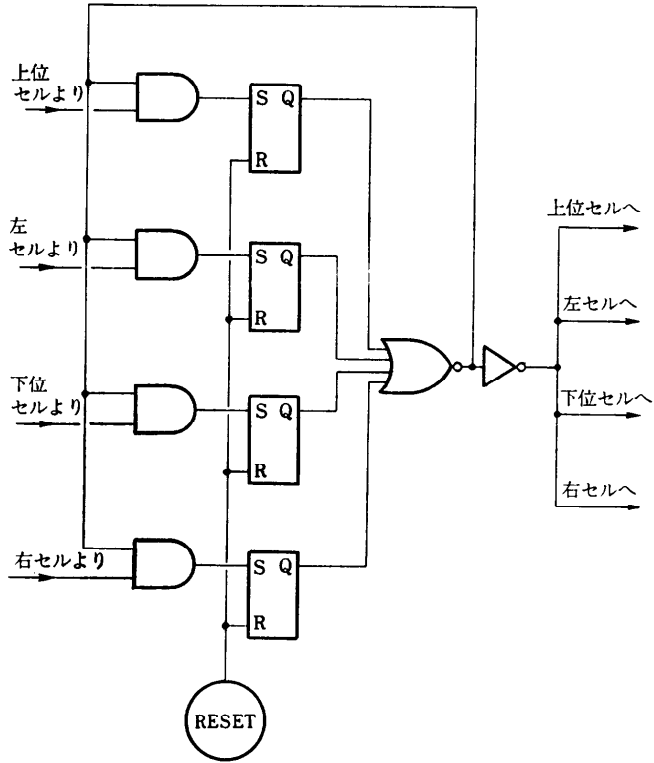 上位
セルより
S Q
R
左
セルより
S Q
R
上位セルへ
左セルへ
下位セルへ
右セルへ
下位
セルより
S Q
R
右セルより
S Q
R
RESET